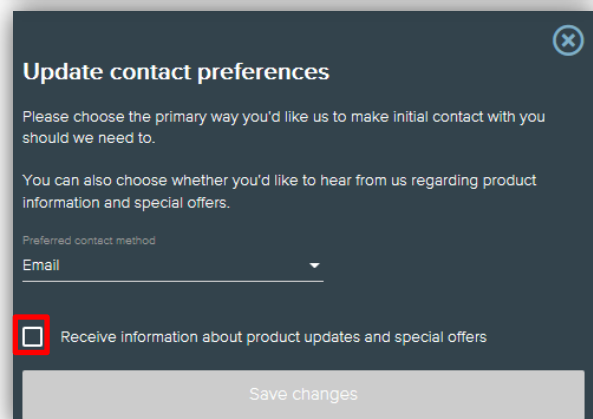 Update contact preferences
Please choose the primary way you'd like us to make initial contact with you
should we need to.
You can also choose whether you'd like to hear from us regarding product
information and special offers.
Preferred contact method
Email
Receive information about product updates and special offers
Save changes